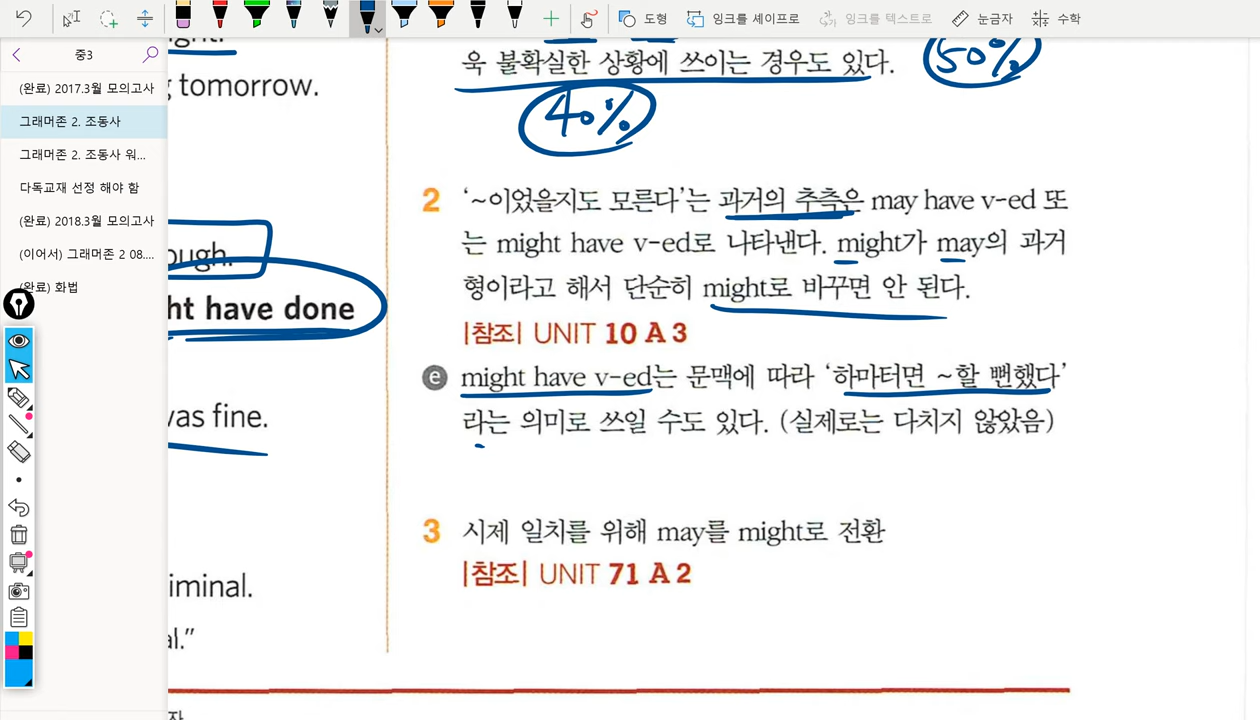 도형
잉크를 셰이프로
잉크를 텍스트로
눈금자
수학
중3
(완료) 2017.3월 모의고사
그래머존 2. 조동사
그래머존 2. 조동사 워...
다독교재 선정 해야 함
(완료) 2018.3월 모의고사
(이어서) 그래머존 2 08....
(완료) 화법
tomorrow.
ough.
ht have done
was fine.
iminal.
al.”
욱 불확실한 상황에 쓰이는 경우도 있다.
50%
40%
2 ‘~이었을지도 모른다’는 과거의 추측은 may have v-ed 또
는 might have v-ed로 나타낸다. might가 may의 과거
형이라고 해서 단순히 might로 바꾸면 안 된다.
|참조| UNIT 10 A 3
e might have v-ed는 문맥에 따라 ‘하마터면 ~할 뻔했다’
라는 의미로 쓰일 수도 있다. (실제로는 다치지 않았음)
3 시제 일치를 위해 may를 might로 전환
|참조| UNIT 71 A 2